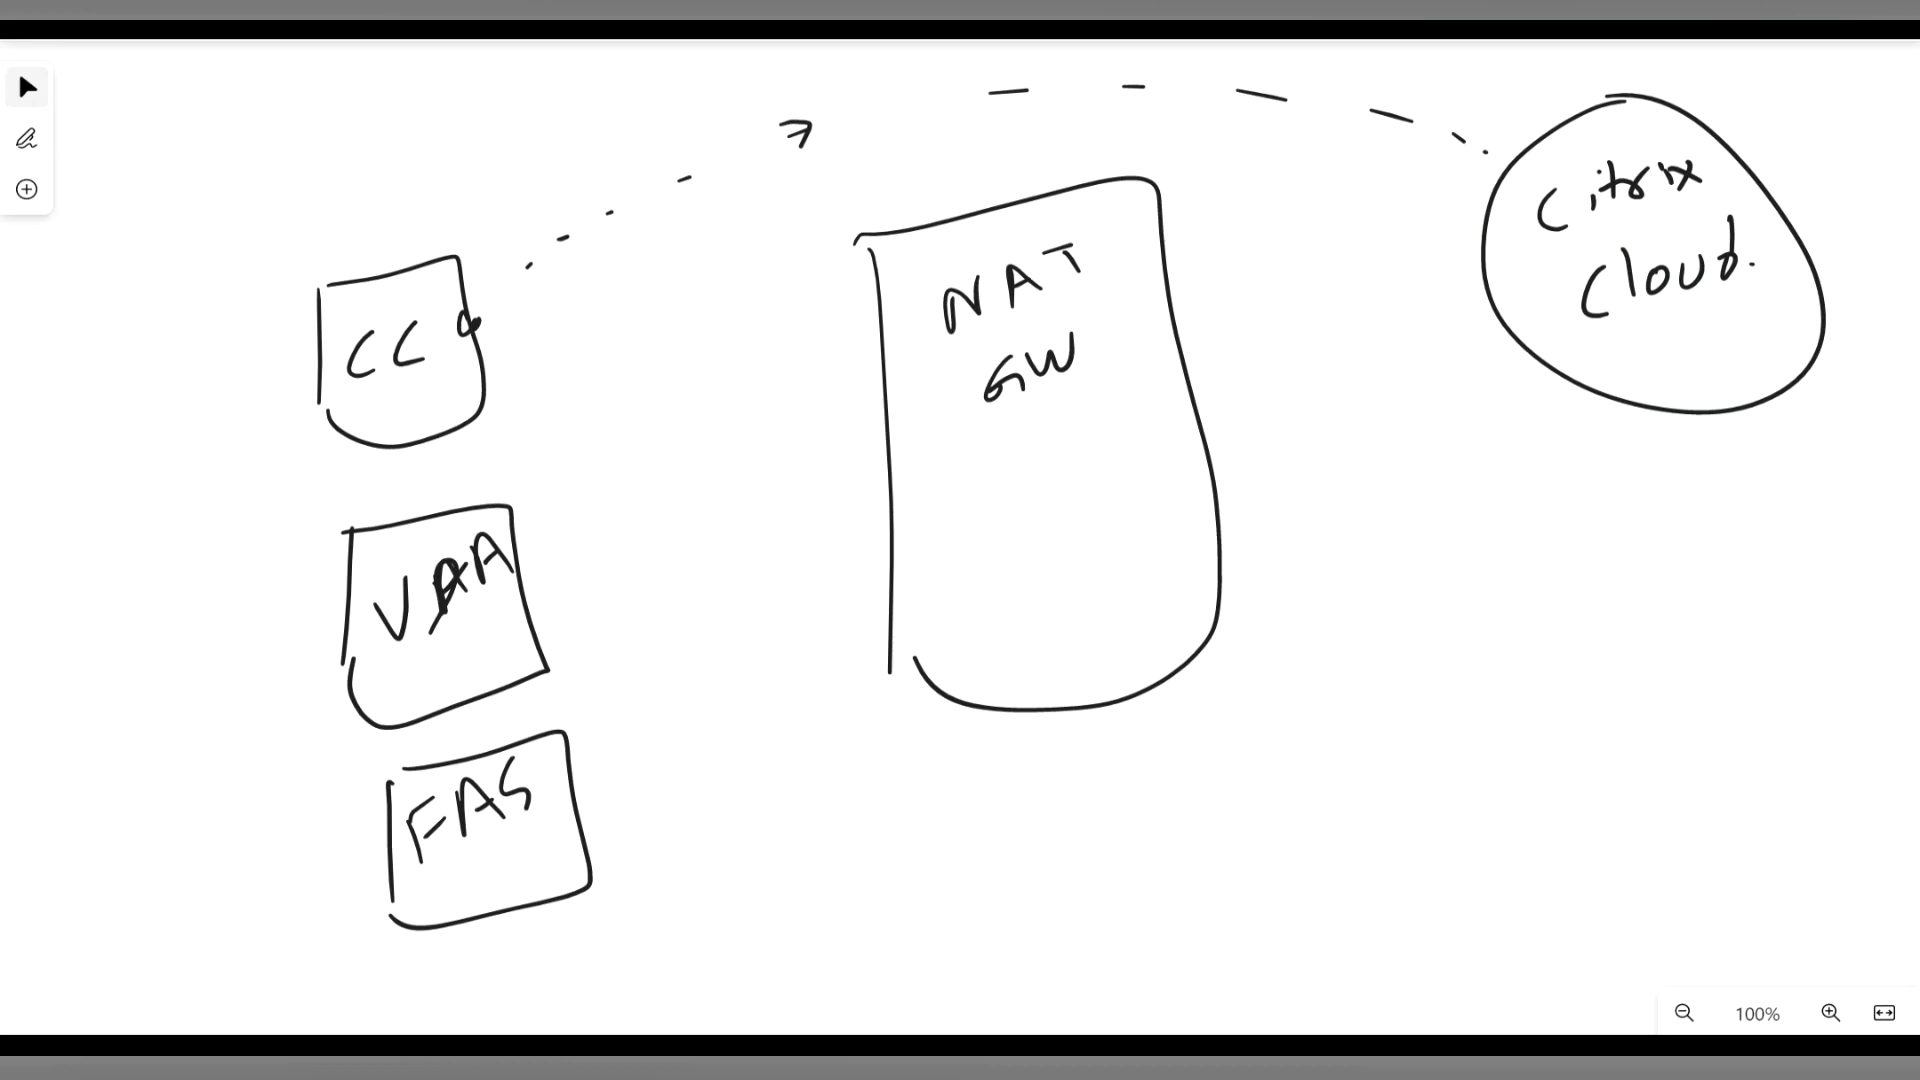 CC
VAA
FAS
NAT
GW
Citrix
Cloud.
100%